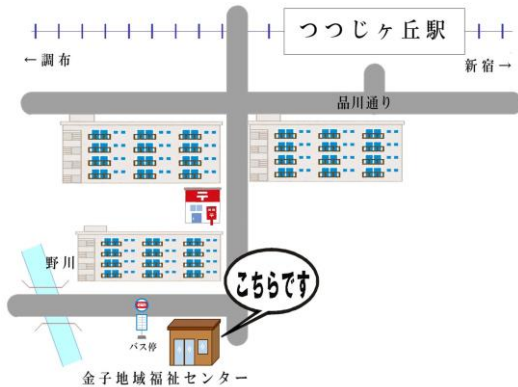 つつじヶ丘駅
←調布
新宿→
品川通り
〒
野川
こちらです
バス停
金子地域福祉センター